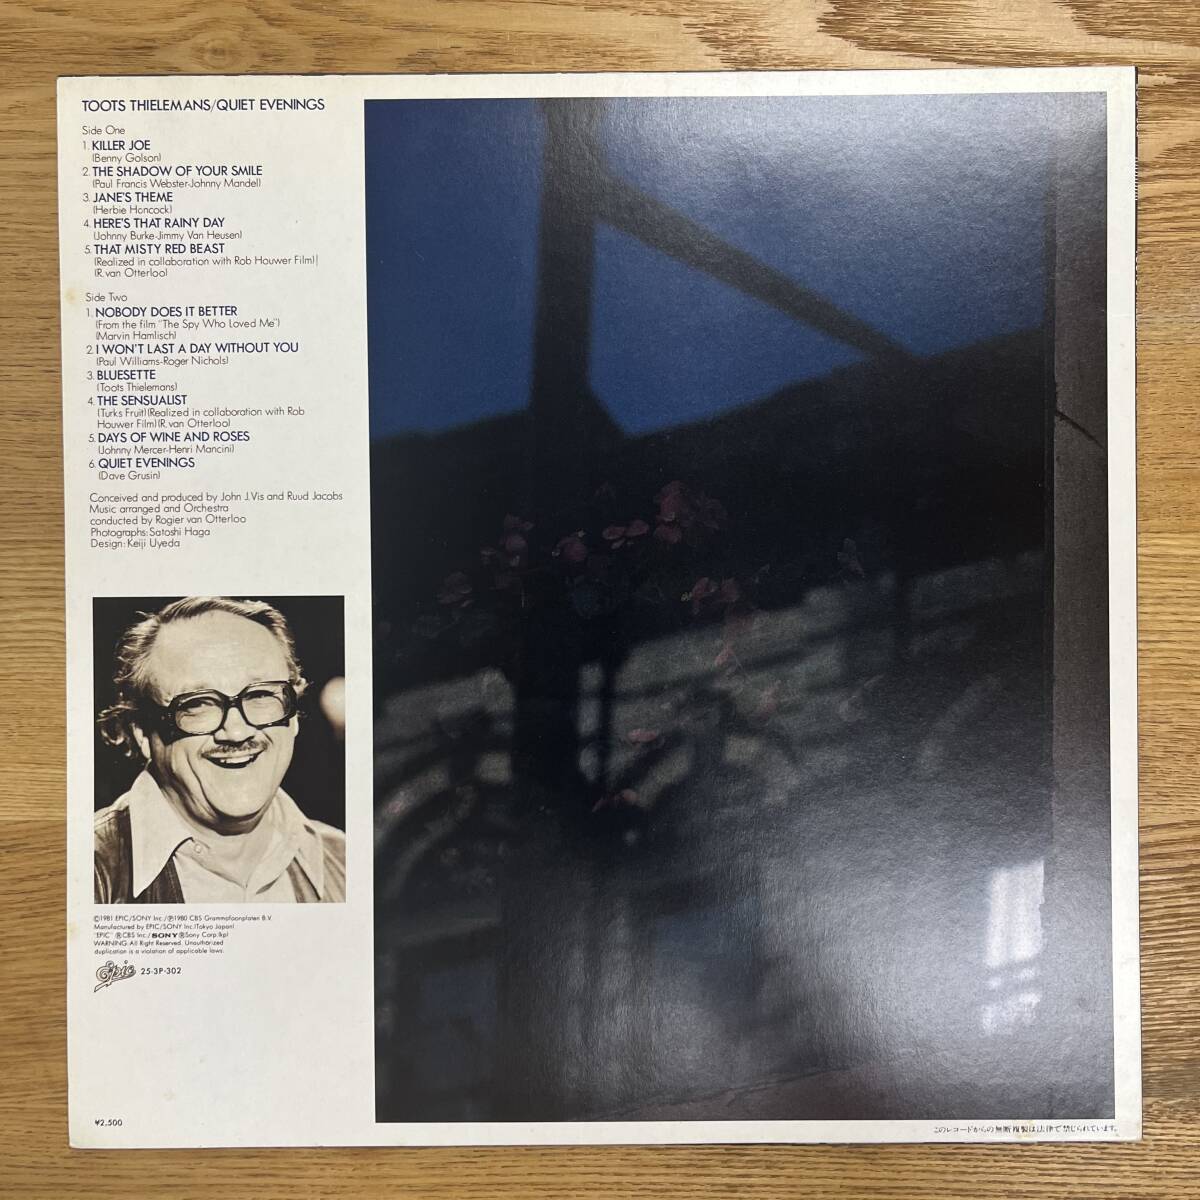 TOOTS THIELEMANS/QUIET EVENINGS
Side One
1. KILLER JOE
(Benny Golson)
2. THE SHADOW OF YOUR SMILE
(Paul Francis Webster-Johnny Mandel)
3. JANE'S THEME
(Herbie Hancock)
4. HERE'S THAT RAINY DAY
(Johnny Burke-Jimmy Van Heusen)
5. THAT MISTY RED BEAST
(Realized in collaboration with Rob Houwer Film)
(R. van Otterloo)
Side Two
1. NOBODY DOES IT BETTER
(From the film "The Spy Who Loved Me")
(Marvin Hamlisch)
2. I WON'T LAST A DAY WITHOUT YOU
(Paul Williams-Roger Nichols)
3. BLUESETTE
(Toots Thielemans)
4. THE SENSUALIST
(Turks Fruit)(Realized in collaboration with Rob
Houwer Film)(R. van Otterloo)
5. DAYS OF WINE AND ROSES
(Johnny Mercer-Henri Mancini)
6. QUIET EVENINGS
(Dave Grusin)
Conceived and produced by John J. Vis and Ruud Jacobs
Music arranged and Orchestra
conducted by Rogier van Otterloo
Photographs: Satoshi Haga
Design: Keiji Uyeda
©1981 EPIC/SONY Inc./℗1980 CBS Grammofoonplaten B.V.
Manufactured by EPIC/SONY Inc. (Tokyo Japan)
"EPIC" ®CBS Inc./SONY ®Sony Corp. (kp)
WARNING: All Right Reserved. Unauthorized
duplication is a violation of applicable laws.
Epic 25·3P-302
¥2,500
このレコードからの無断複製は法律で禁じられています。